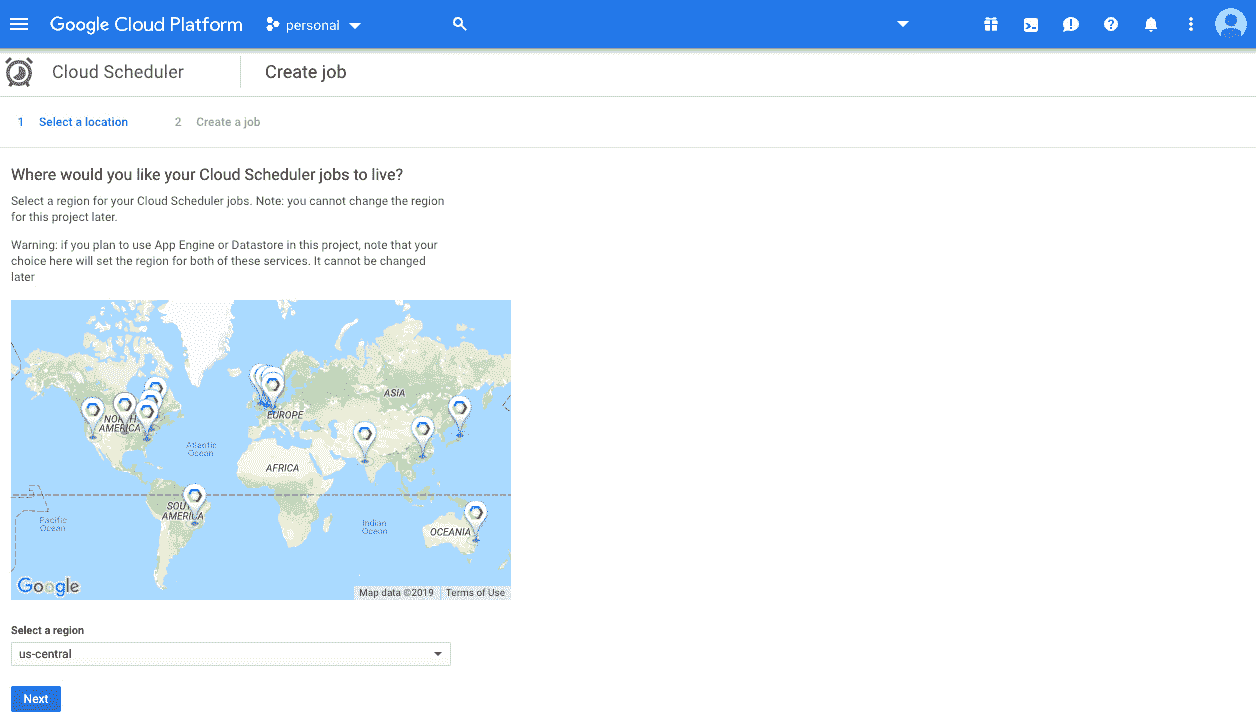 Google Cloud Platform personal
Cloud Scheduler Create job
1 Select a location 2 Create a job
Where would you like your Cloud Scheduler jobs to live?
Select a region for your Cloud Scheduler jobs. Note: you cannot change the region
for this project later.
Warning: if you plan to use App Engine or Datastore in this project, note that your
choice here will set the region for both of these services. It cannot be changed
later
ASIA
EUROPE
NORTH
AMERICA
Atlantic
Ocean
AFRICA
SOU
AMERICA
Pacific
Ocean
Indian
Ocean
OCEANIA
Google
Map data ©2019 Terms of Use
Select a region
us-central
Next